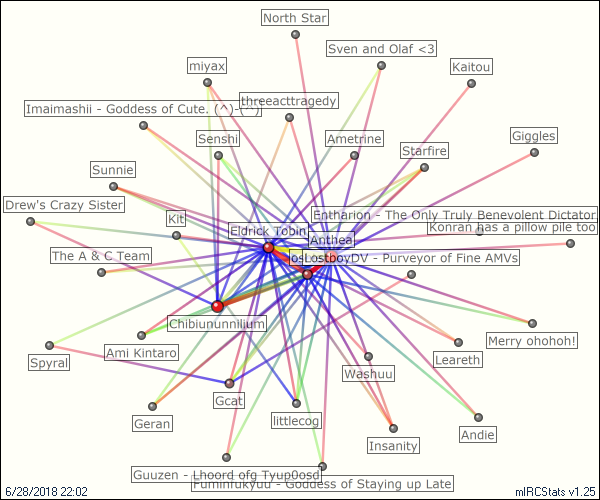 North Star
Sven and Olaf <3
miyax
Kaitou
threeacttragedy
Imaimashii - Goddess of Cute. (^)-(^)
Senshi
Ametrine
Giggles
Starfire
Sunnie
Drew's Crazy Sister
Kit
Entharion - The Only Truly Benevolent Dictator
Eldrick Tobin
Konran has a pillow pile too
Anthea
The A & C Team
osLostboyDV - Purveyor of Fine AMVs
Chibiununnilium
Merry ohohoh!
Ami Kintaro
Spyral
Leareth
Washuu
Gcat
Geran
littlecog
Andie
Insanity
Guuzen - Lhoord ofg Tyup0osd
Fuminrukyuu - Goddess of Staying up Late
6/28/2018 22:02
mIRCStats v1.25